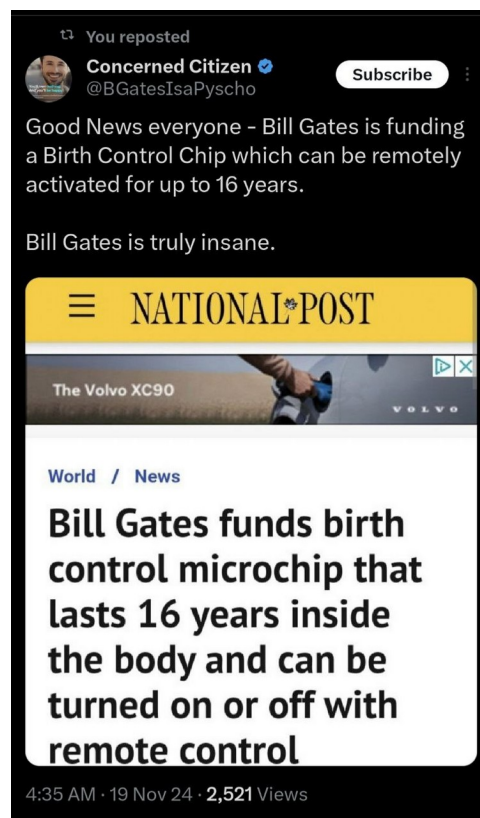 You reposted
Concerned Citizen
@BGatesIsaPyscho
Subscribe
Good News everyone - Bill Gates is funding
a Birth Control Chip which can be remotely
activated for up to 16 years.
Bill Gates is truly insane.
NATIONAL POST
The Volvo XC90
VOLVO
World / News
Bill Gates funds birth
control microchip that
lasts 16 years inside
the body and can be
turned on or off with
remote control
4:35 AM · 19 Nov 24 · 2,521 Views